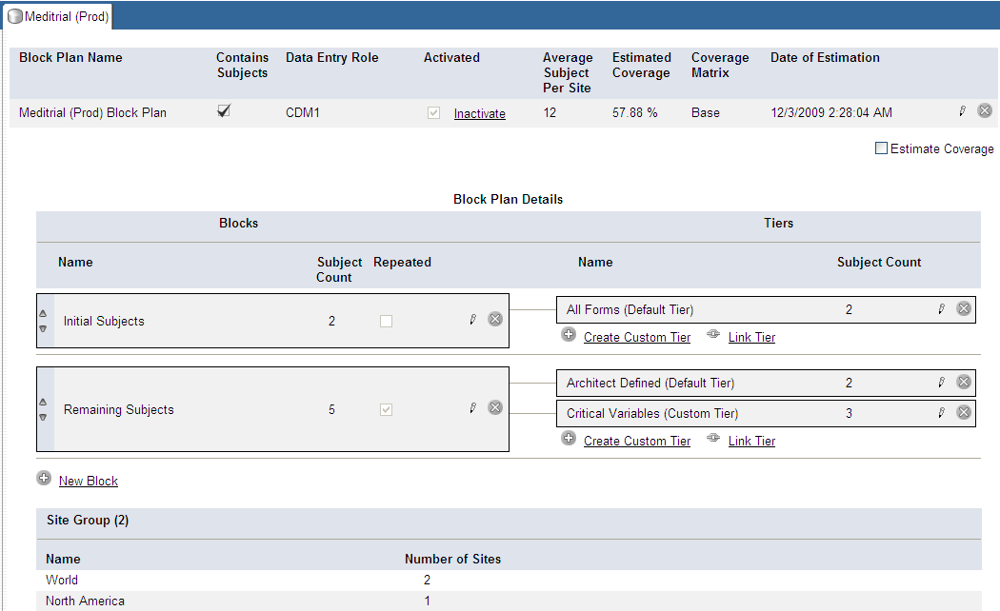 Meditrial (Prod)
Block Plan Name Contains Subjects Data Entry Role Activated Average Subject Per Site Estimated Coverage Coverage Matrix Date of Estimation
Meditrial (Prod) Block Plan CDM1 Inactivate 12 57.88 % Base 12/3/2009 2:28:04 AM
Estimate Coverage
Block Plan Details
Blocks Tiers
Name Subject Count Repeated Name Subject Count
Initial Subjects 2 All Forms (Default Tier) 2
Create Custom Tier Link Tier
Remaining Subjects 5 Architect Defined (Default Tier) 2
Critical Variables (Custom Tier) 3
Create Custom Tier Link Tier
New Block
Site Group (2)
Name Number of Sites
World 2
North America 1